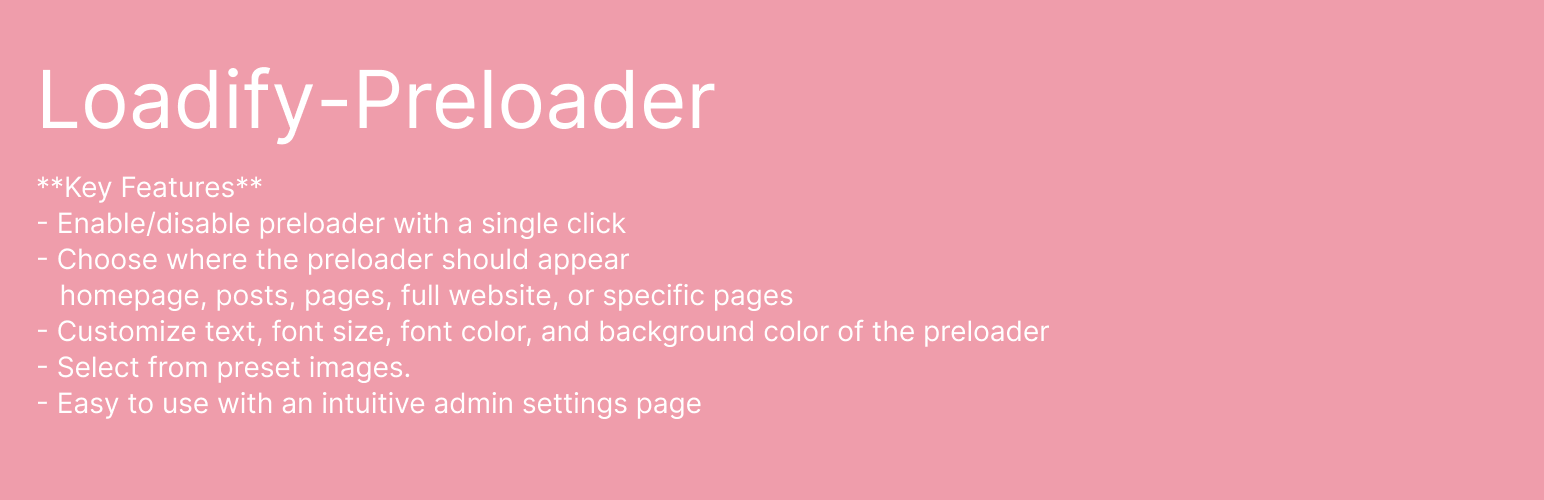 Loadify-Preloader
**Key Features**
- Enable/disable preloader with a single click
- Choose where the preloader should appear
homepage, posts, pages, full website, or specific pages
- Customize text, font size, font color, and background color of the preloader
- Select from preset images.
- Easy to use with an intuitive admin settings page